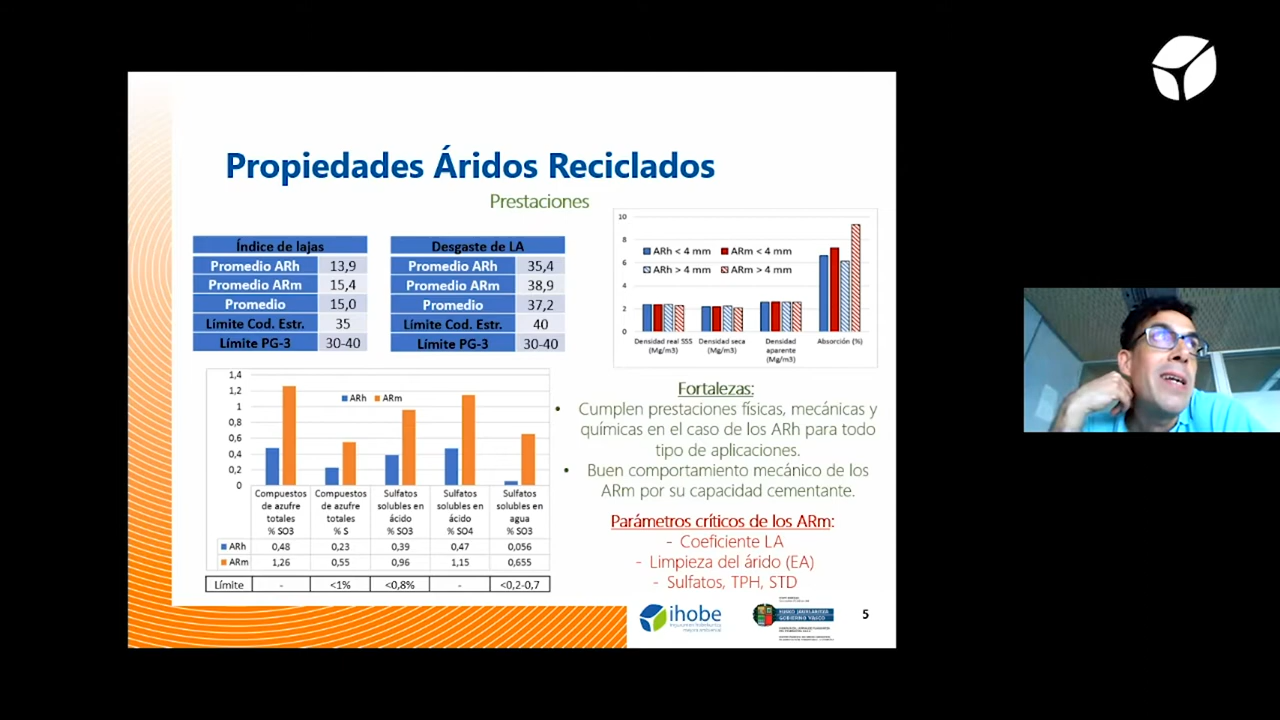 Propiedades Áridos Reciclados
Prestaciones
Índice de lajas
Promedio ARh 13,9
Promedio ARm 15,4
Promedio 15,0
Límite Cod. Estr. 35
Límite PG-3 30-40
Desgaste de LA
Promedio ARh 35,4
Promedio ARm 38,9
Promedio 37,2
Límite Cod. Estr. 40
Límite PG-3 30-40
10
8
6
4
2
0
ARh < 4 mm ARm < 4 mm
ARh > 4 mm ARm > 4 mm
Densidad real SSS (Mg/m3)
Densidad seca (Mg/m3)
Densidad aparente (Mg/m3)
Absorción (%)
1,4
1,2
1
0,8
0,6
0,4
0,2
0
ARh ARm
Compuestos de azufre totales % SO3
Compuestos de azufre totales % S
Sulfatos solubles en ácido % SO3
Sulfatos solubles en ácido % SO4
Sulfatos solubles en agua % SO3
ARh 0,48 0,23 0,39 0,47 0,056
ARm 1,26 0,55 0,96 1,15 0,655
Límite - <1% <0,8% - <0,2-0,7
Fortalezas:
• Cumplen prestaciones físicas, mecánicas y
químicas en el caso de los ARh para todo
tipo de aplicaciones.
• Buen comportamiento mecánico de los
ARm por su capacidad cementante.
Parámetros críticos de los ARm:
- Coeficiente LA
- Limpieza del árido (EA)
- Sulfatos, TPH, STD
ihobe
EUSKO JAURLARITZA
GOBIERNO VASCO
5